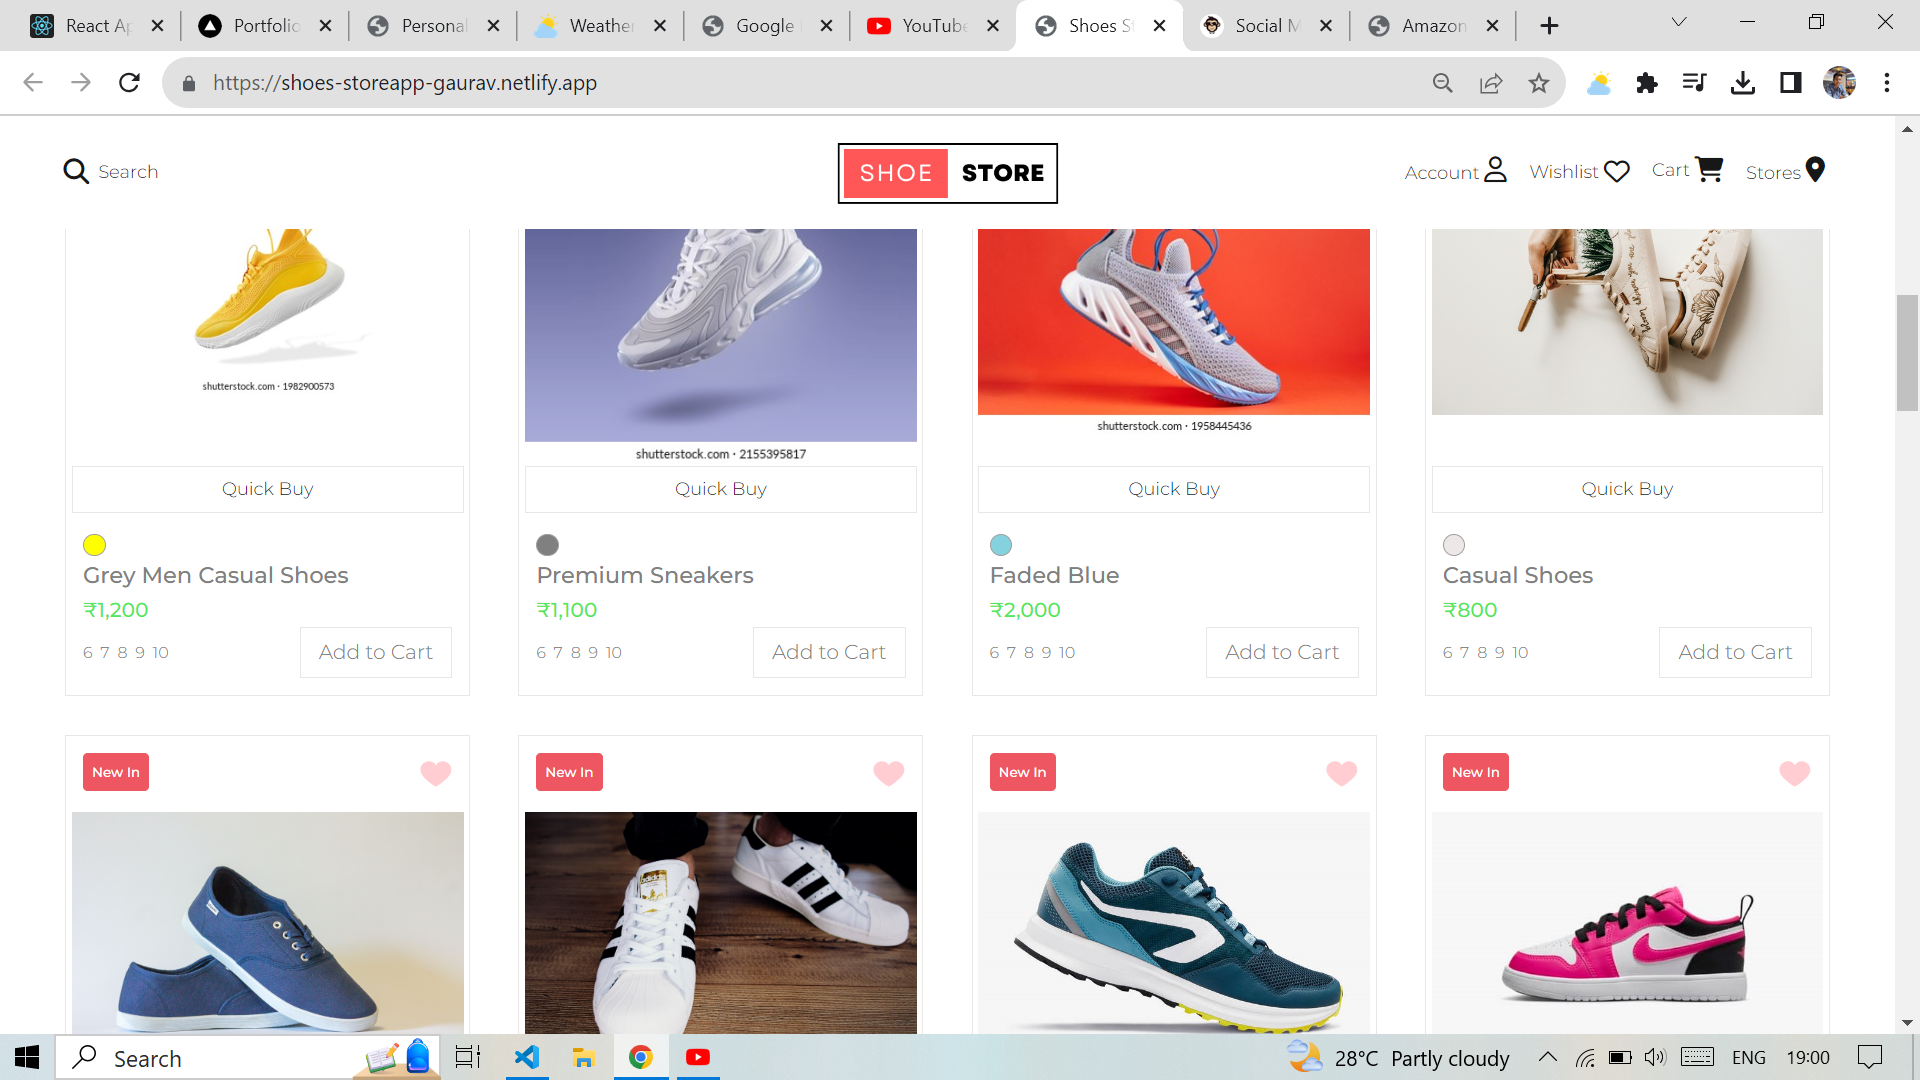 React Ap
Portfolio
Personal
Weather
Google
YouTube
Shoes St
Social M
Amazon
https://shoes-storeapp-gaurav.netlify.app
Search
SHOE STORE
Account
Wishlist
Cart
Stores
shutterstock.com · 1982900573
shutterstock.com · 2155395817
shutterstock.com · 1958445436
Quick Buy
Quick Buy
Quick Buy
Quick Buy
Grey Men Casual Shoes
₹1,200
6 7 8 9 10
Add to Cart
Premium Sneakers
₹1,100
6 7 8 9 10
Add to Cart
Faded Blue
₹2,000
6 7 8 9 10
Add to Cart
Casual Shoes
₹800
6 7 8 9 10
Add to Cart
New In
New In
New In
New In
adidas
Search
28°C Partly cloudy
ENG
19:00